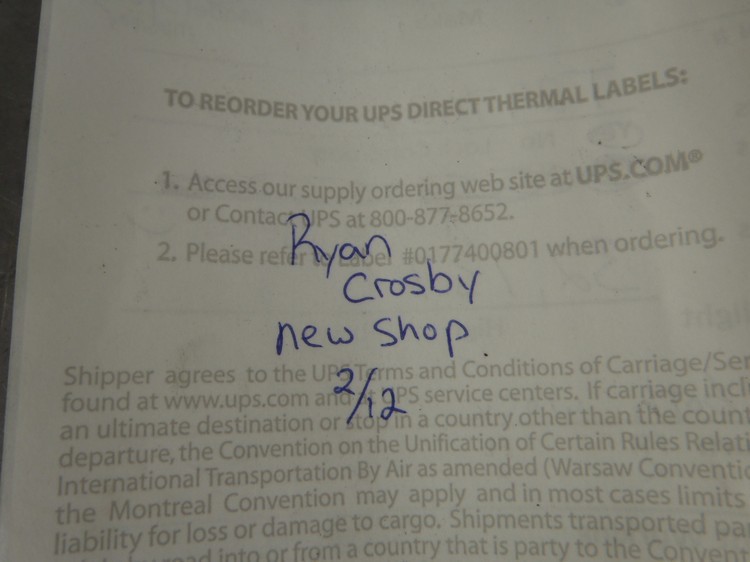 TO REORDER YOUR UPS DIRECT THERMAL LABELS:
1. Access our supply ordering web site at UPS.COM®
or Contact UPS at 800-877-8652.
2. Please refer to Label #0177400801 when ordering.
Ryan
Crosby
new shop
2/12
Shipper agrees to the UPS Terms and Conditions of Carriage/Ser
found at www.ups.com and at UPS service centers. If carriage incl
an ultimate destination or stop in a country other than the count
departure, the Convention on the Unification of Certain Rules Relati
International Transportation By Air as amended (Warsaw Conventio
the Montreal Convention may apply and in most cases limits
liability for loss or damage to cargo. Shipments transported pa
road into or from a country that is party to the Convent